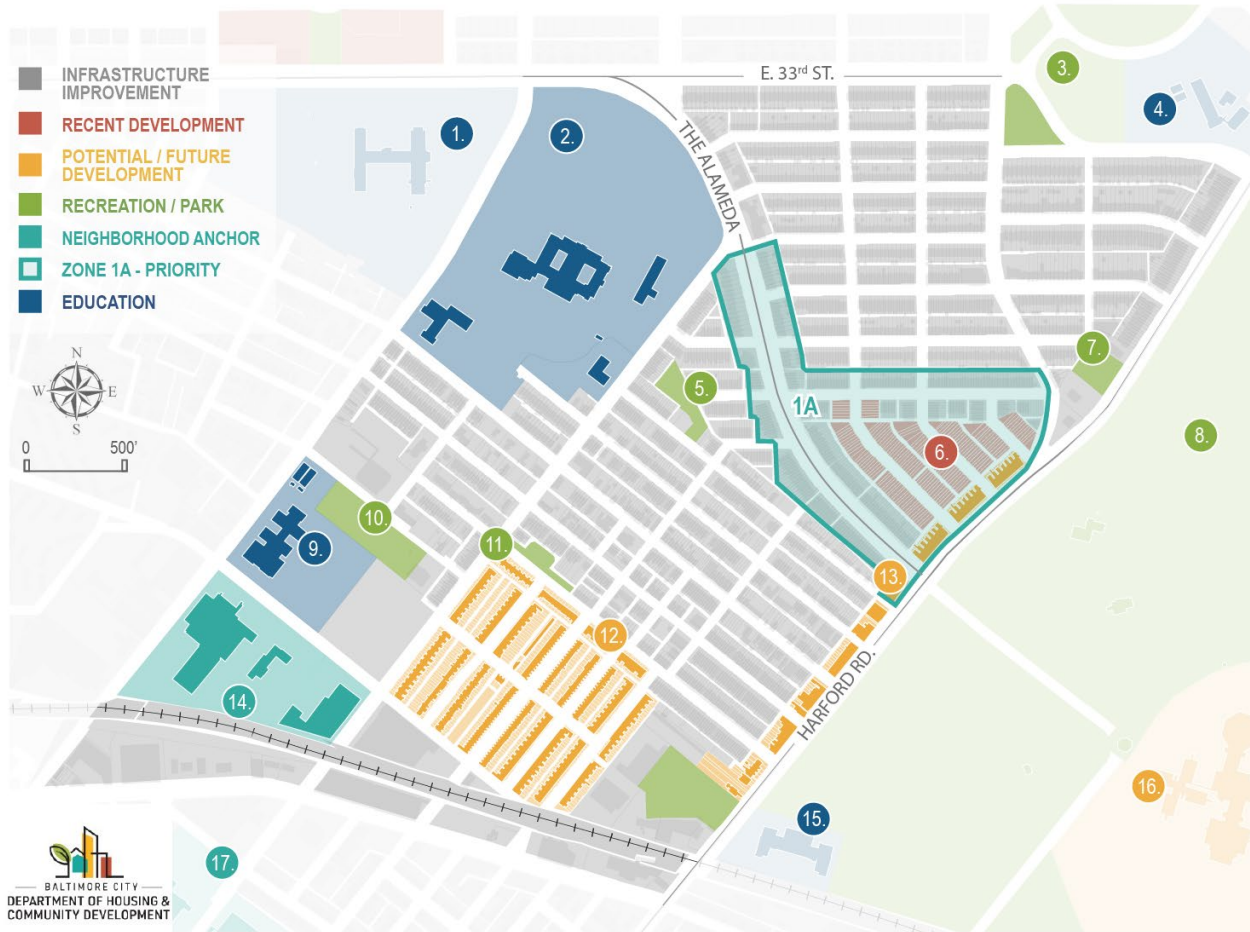 INFRASTRUCTURE
IMPROVEMENT
RECENT DEVELOPMENT
POTENTIAL / FUTURE
DEVELOPMENT
RECREATION / PARK
NEIGHBORHOOD ANCHOR
ZONE 1A - PRIORITY
EDUCATION
N
W E
S
0 500'
E. 33rd ST.
THE ALAMEDA
HARFORD RD.
1A
1.
2.
3.
4.
5.
6.
7.
8.
9.
10.
11.
12.
13.
14.
15.
16.
17.
BALTIMORE CITY
DEPARTMENT OF HOUSING &
COMMUNITY DEVELOPMENT